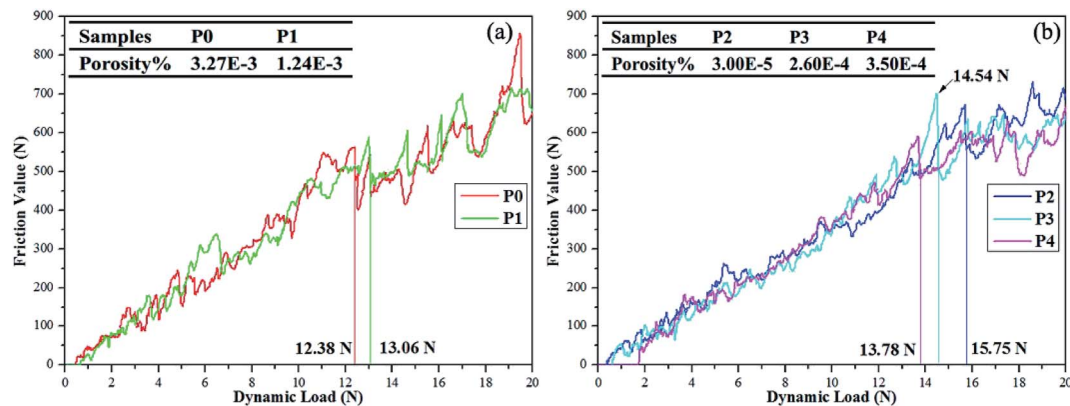 (a)
Samples P0 P1
Porosity% 3.27E-3 1.24E-3
Friction Value (N)
900
800
700
600
500
400
300
200
100
0
P0
P1
12.38 N 13.06 N
0 2 4 6 8 10 12 14 16 18 20
Dynamic Load (N)
(b)
Samples P2 P3 P4
Porosity% 3.00E-5 2.60E-4 3.50E-4
14.54 N
Friction Value (N)
900
800
700
600
500
400
300
200
100
0
P2
P3
P4
13.78 N 15.75 N
0 2 4 6 8 10 12 14 16 18 20
Dynamic Load (N)